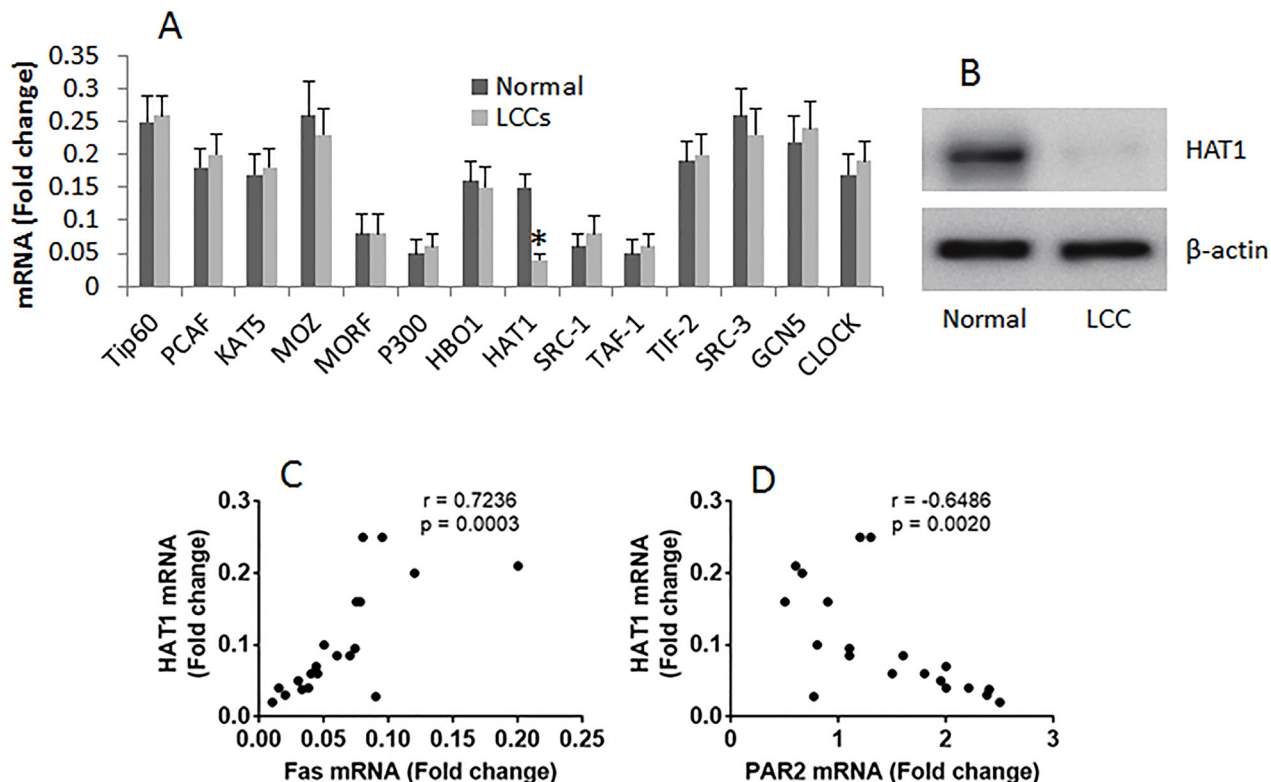 A
mRNA (Fold change)
0.35
0.3
0.25
0.2
0.15
0.1
0.05
0
Normal
LCCs
*
Tip60
PCAF
KAT5
MOZ
MORF
P300
HBO1
HAT1
SRC-1
TAF-1
TIF-2
SRC-3
GCN5
CLOCK
B
HAT1
β-actin
Normal
LCC
C
r = 0.7236
p = 0.0003
HAT1 mRNA
(Fold change)
0.3
0.2
0.1
0.0
0.00
0.05
0.10
0.15
0.20
0.25
Fas mRNA (Fold change)
D
r = -0.6486
p = 0.0020
HAT1 mRNA
(Fold change)
0.3
0.2
0.1
0.0
0
1
2
3
PAR2 mRNA (Fold change)